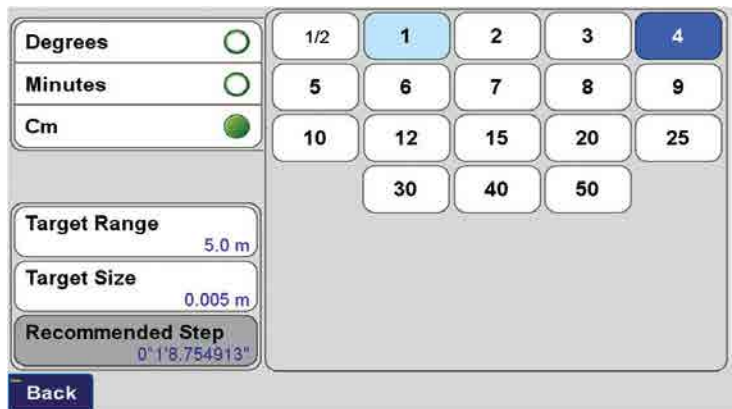 Degrees
Minutes
Cm
Target Range
5.0 m
Target Size
0.005 m
Recommended Step
0°1'8.754913"
Back
1/2 1 2 3 4
5 6 7 8 9
10 12 15 20 25
30 40 50